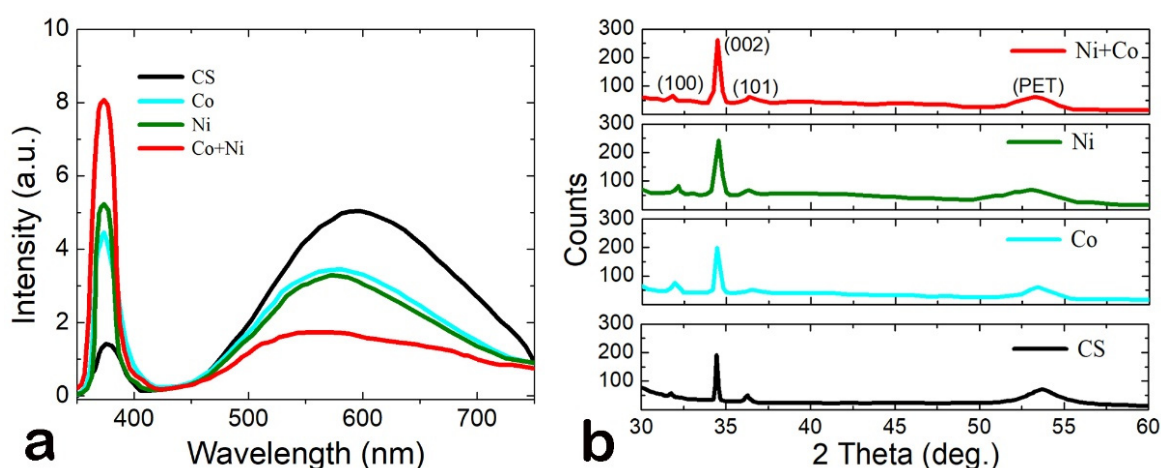 10
8
6
4
2
0
Intensity (a.u.)
CS
Co
Ni
Co+Ni
400
500
600
700
Wavelength (nm)
a
300
200
100
(100)
(002)
(101)
(PET)
Ni+Co
300
200
100
Ni
300
200
100
Co
300
200
100
CS
Counts
30
35
40
45
50
55
60
2 Theta (deg.)
b